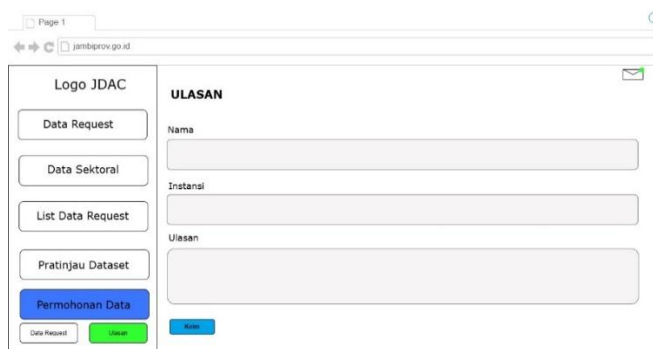 Page 1
jambiprov.go.id
Logo JDAC
Data Request
Data Sektoral
List Data Request
Pratinjau Dataset
Permohonan Data
Data Request
Ulasan
ULASAN
Nama
Instansi
Ulasan